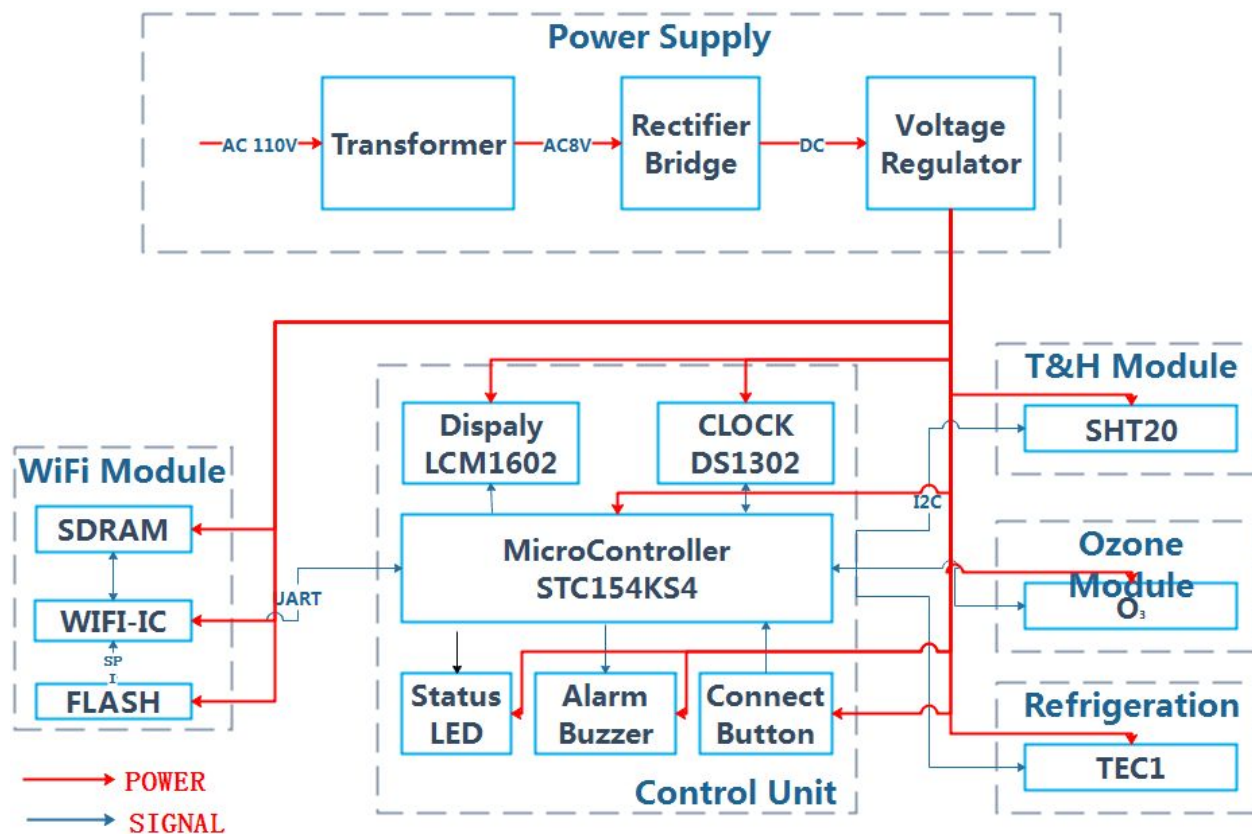 Power Supply
AC 110V
Transformer
AC8V
Rectifier
Bridge
DC
Voltage
Regulator
T&H Module
SHT20
Dispaly
LCM1602
CLOCK
DS1302
I2C
WiFi Module
SDRAM
WIFI-IC
SP
I
FLASH
UART
MicroController
STC154KS4
Ozone
Module
O₃
Status
LED
Alarm
Buzzer
Connect
Button
Refrigeration
TEC1
Control Unit
POWER
SIGNAL